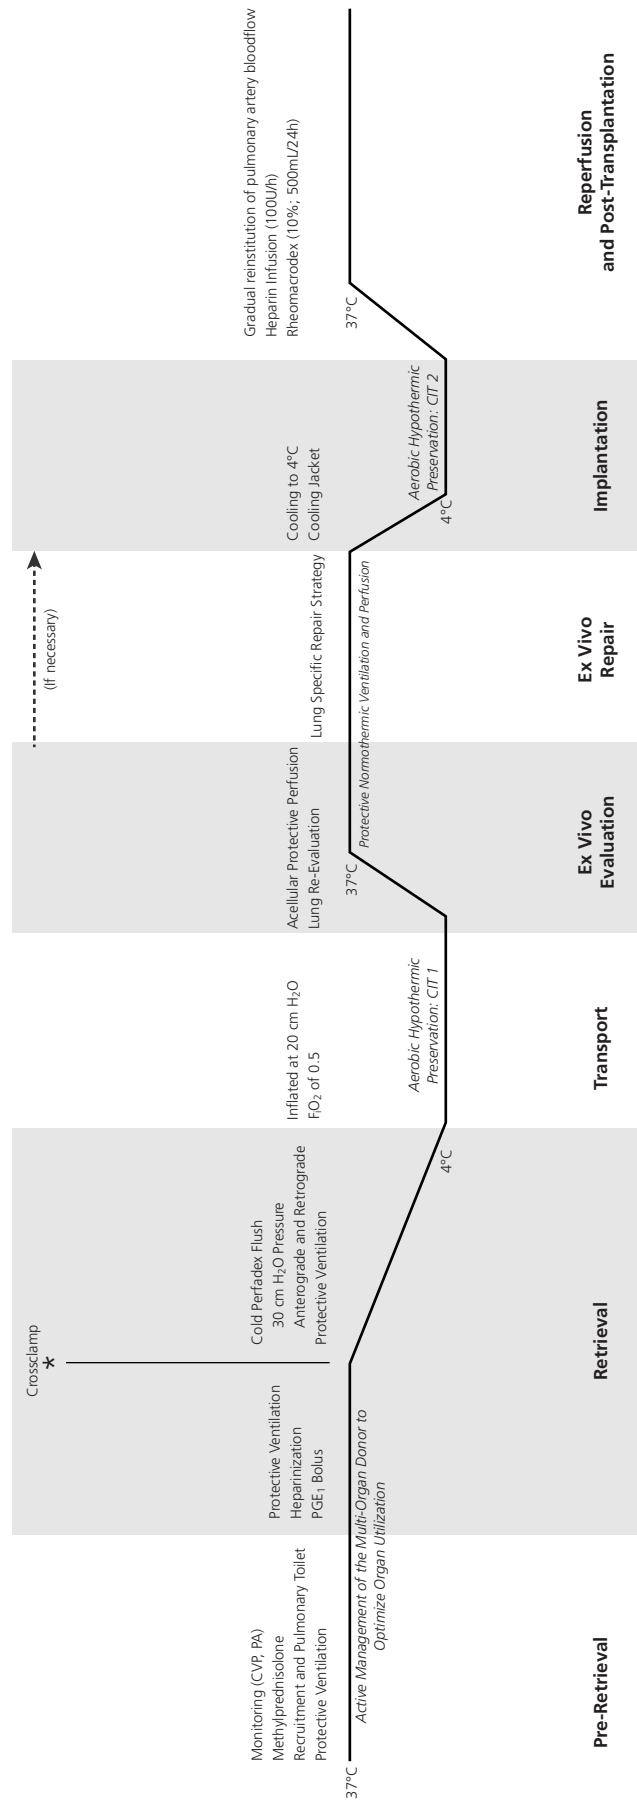 Crossclamp
*
(If necessary)
Monitoring (CVP, PA)
Methylprednisolone
Recruitment and Pulmonary Toilet
Protective Ventilation
Protective Ventilation
Heparinization
PGE1 Bolus
Cold Perfadex Flush
30 cm H2O Pressure
Anterograde and Retrograde
Protective Ventilation
Inflated at 20 cm H2O
FIO2 of 0.5
Acellular Protective Perfusion
Lung Re-Evaluation
Lung Specific Repair Strategy
Cooling to 4°C
Cooling Jacket
Gradual reinstitution of pulmonary artery bloodflow
Heparin Infusion (100U/h)
Rheomacrodex (10%; 500mL/24h)
37°C
Active Management of the Multi-Organ Donor to
Optimize Organ Utilization
4°C
Aerobic Hypothermic
Preservation: CIT 1
37°C
Protective Normothermic Ventilation and Perfusion
4°C
Aerobic Hypothermic
Preservation: CIT 2
37°C
Pre-Retrieval
Retrieval
Transport
Ex Vivo
Evaluation
Ex Vivo
Repair
Implantation
Reperfusion
and Post-Transplantation